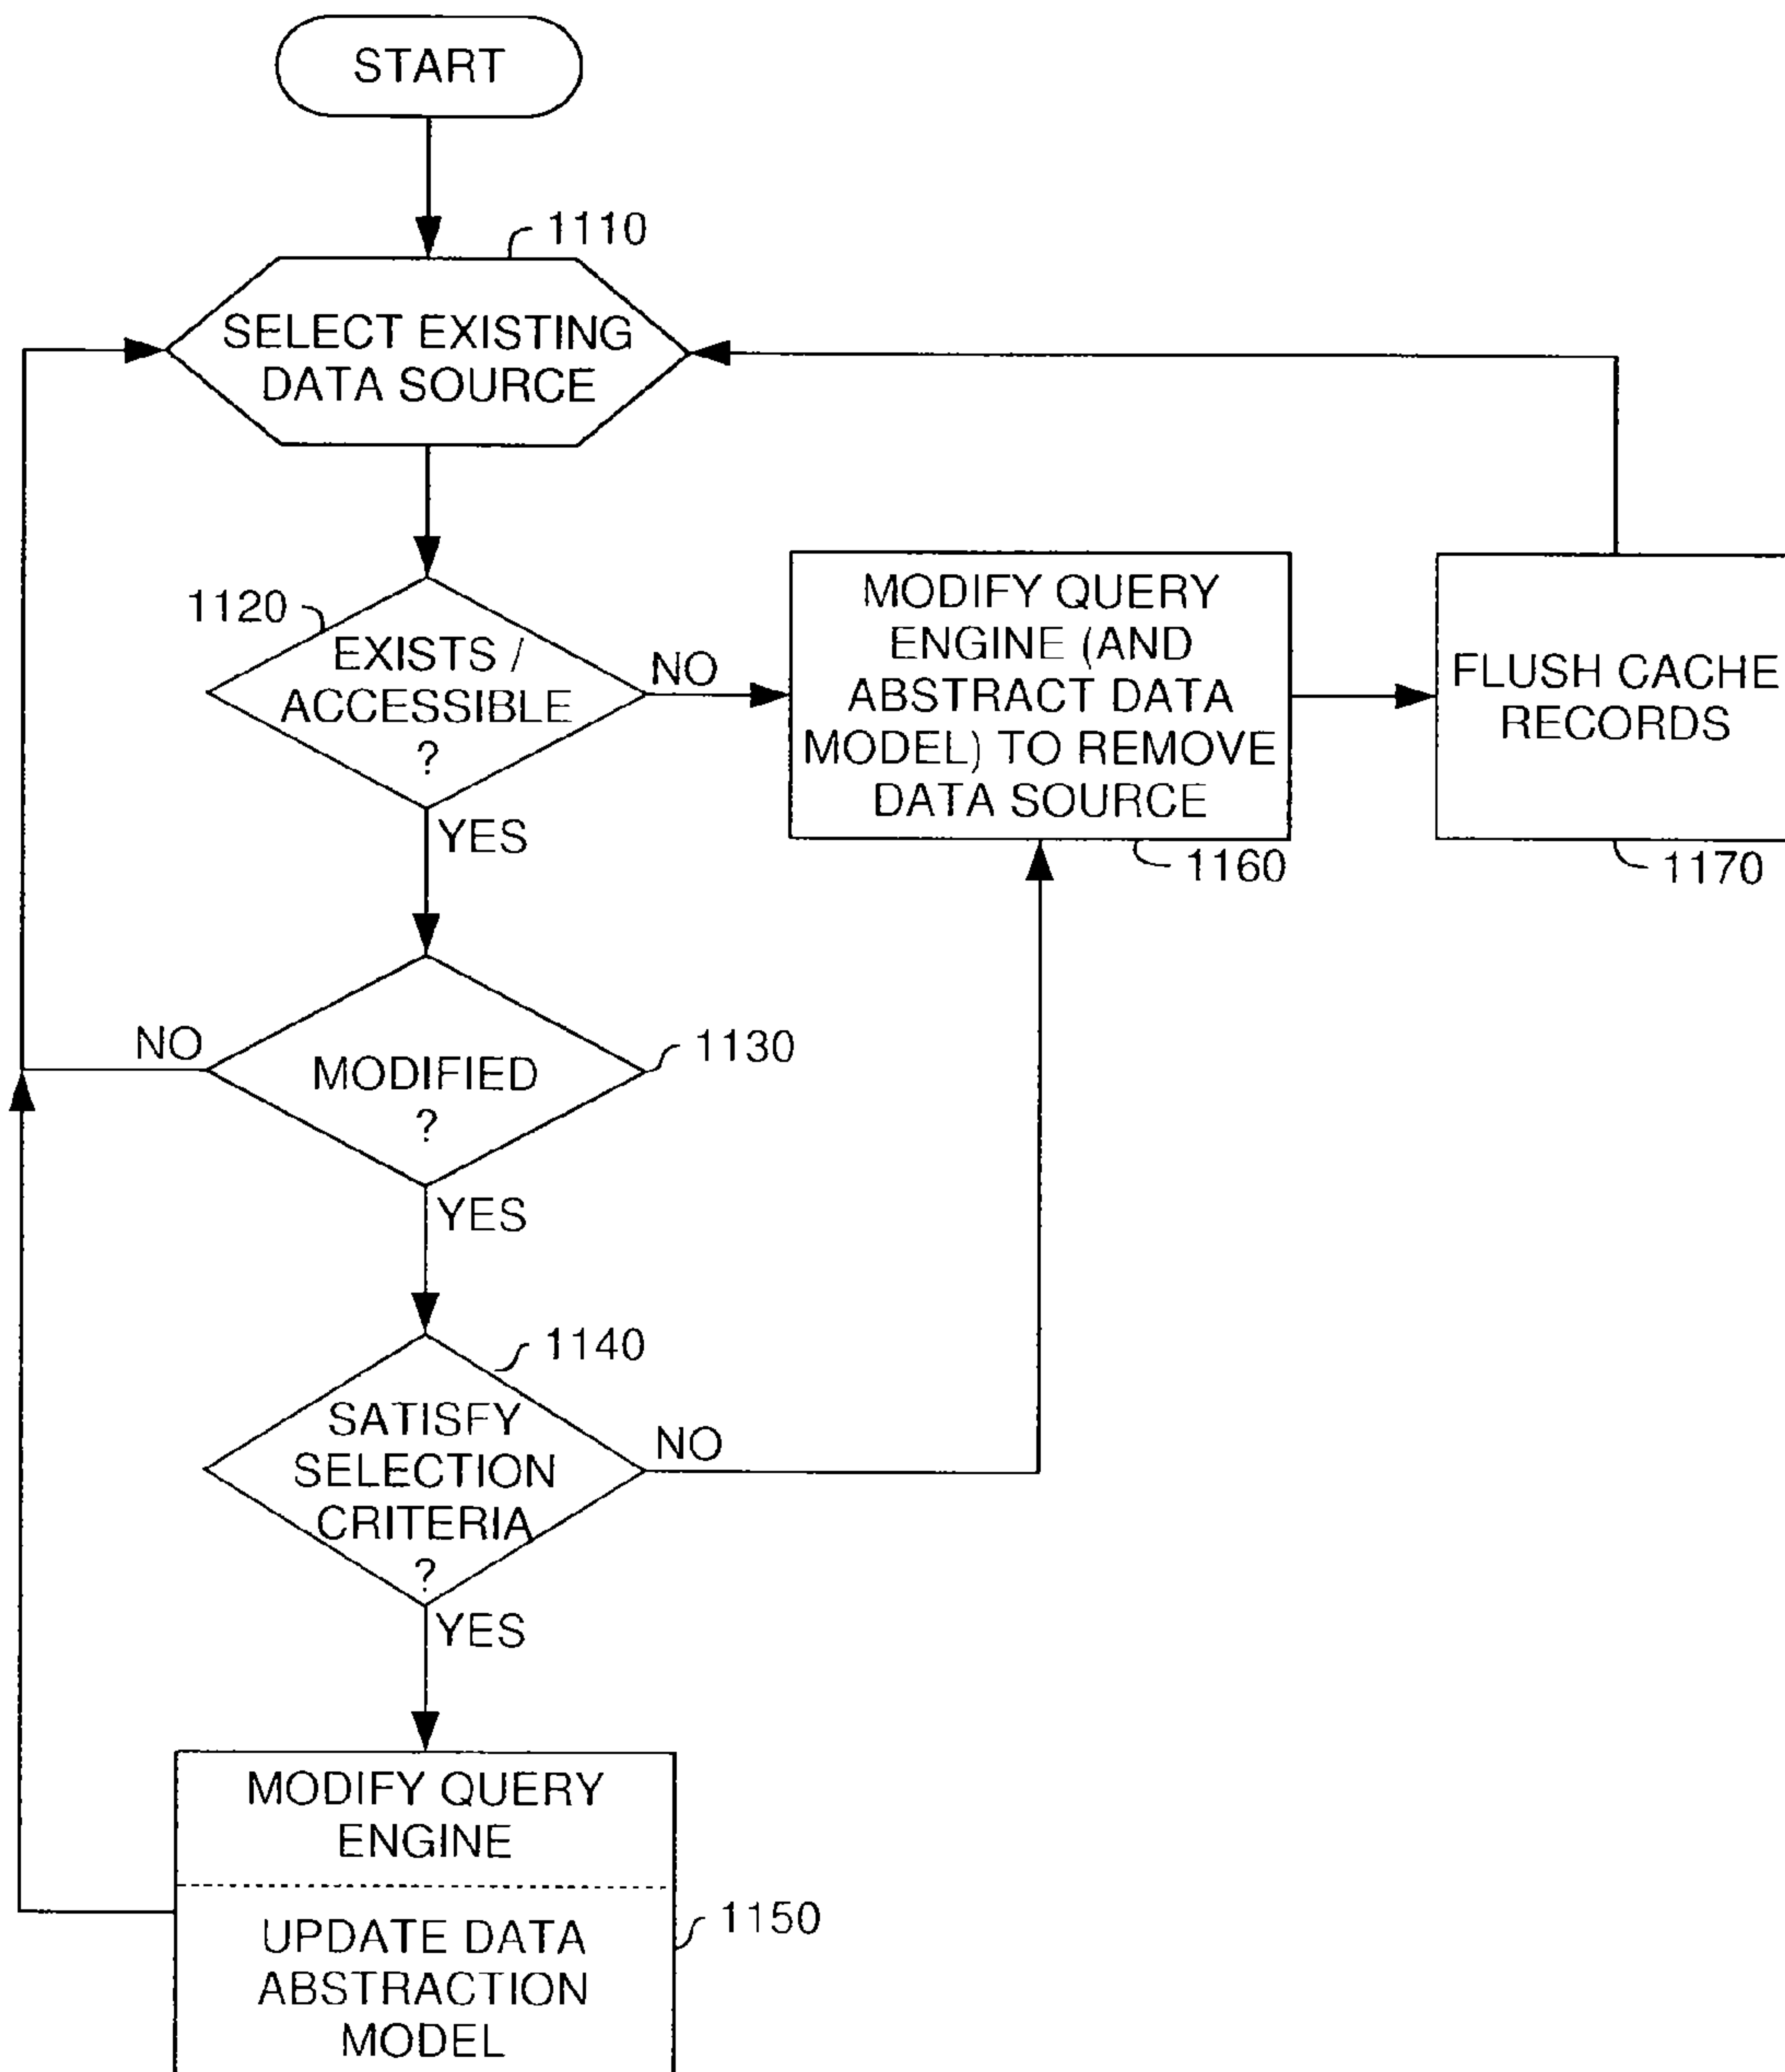 START
1110
SELECT EXISTING
DATA SOURCE
1120
EXISTS /
ACCESSIBLE
?
NO
YES
MODIFY QUERY
ENGINE (AND
ABSTRACT DATA
MODEL) TO REMOVE
DATA SOURCE
1160
FLUSH CACHE
RECORDS
1170
NO
MODIFIED
?
1130
YES
1140
SATISFY
SELECTION
CRITERIA
?
NO
YES
MODIFY QUERY
ENGINE
UPDATE DATA
ABSTRACTION
MODEL
1150